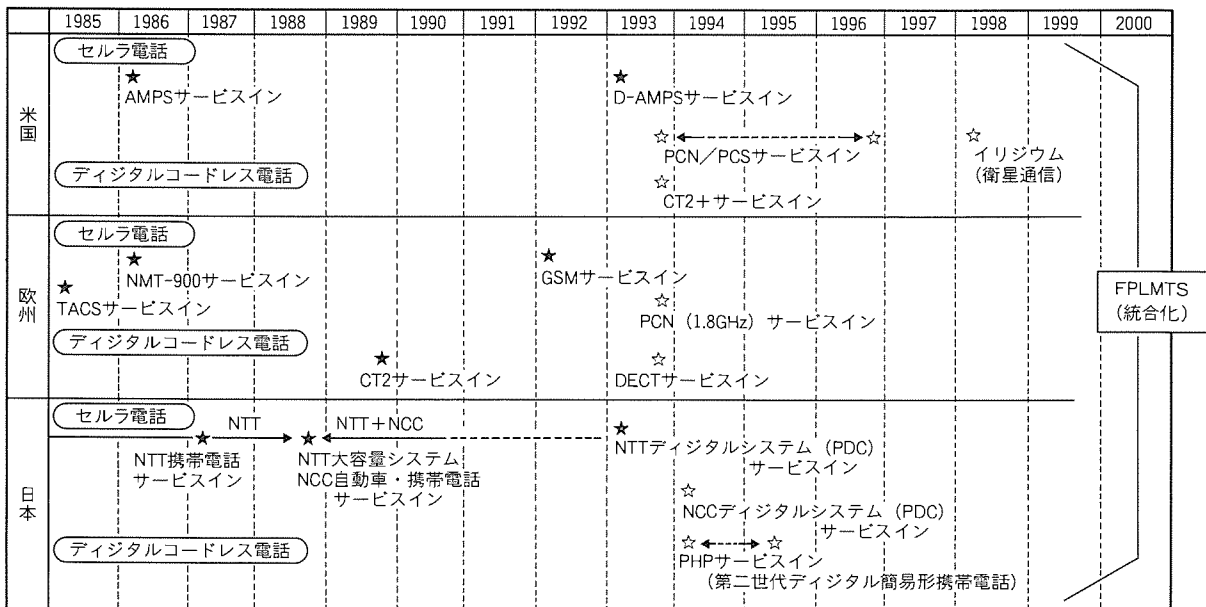 1985 1986 1987 1988 1989 1990 1991 1992 1993 1994 1995 1996 1997 1998 1999 2000
米国
セルラ電話
AMPSサービスイン
D-AMPSサービスイン
PCN/PCSサービスイン
イリジウム
(衛星通信)
ディジタルコードレス電話
CT2+サービスイン
欧州
セルラ電話
NMT-900サービスイン
GSMサービスイン
TACSサービスイン
PCN(1.8GHz)サービスイン
ディジタルコードレス電話
CT2サービスイン
DECTサービスイン
FPLMTS
(統合化)
日本
セルラ電話
NTT
NTT+NCC
NTT携帯電話
サービスイン
NTT大容量システム
NCC自動車・携帯電話
サービスイン
NTTディジタルシステム(PDC)
サービスイン
NCCディジタルシステム(PDC)
サービスイン
ディジタルコードレス電話
PHPサービスイン
(第二世代ディジタル簡易形携帯電話)